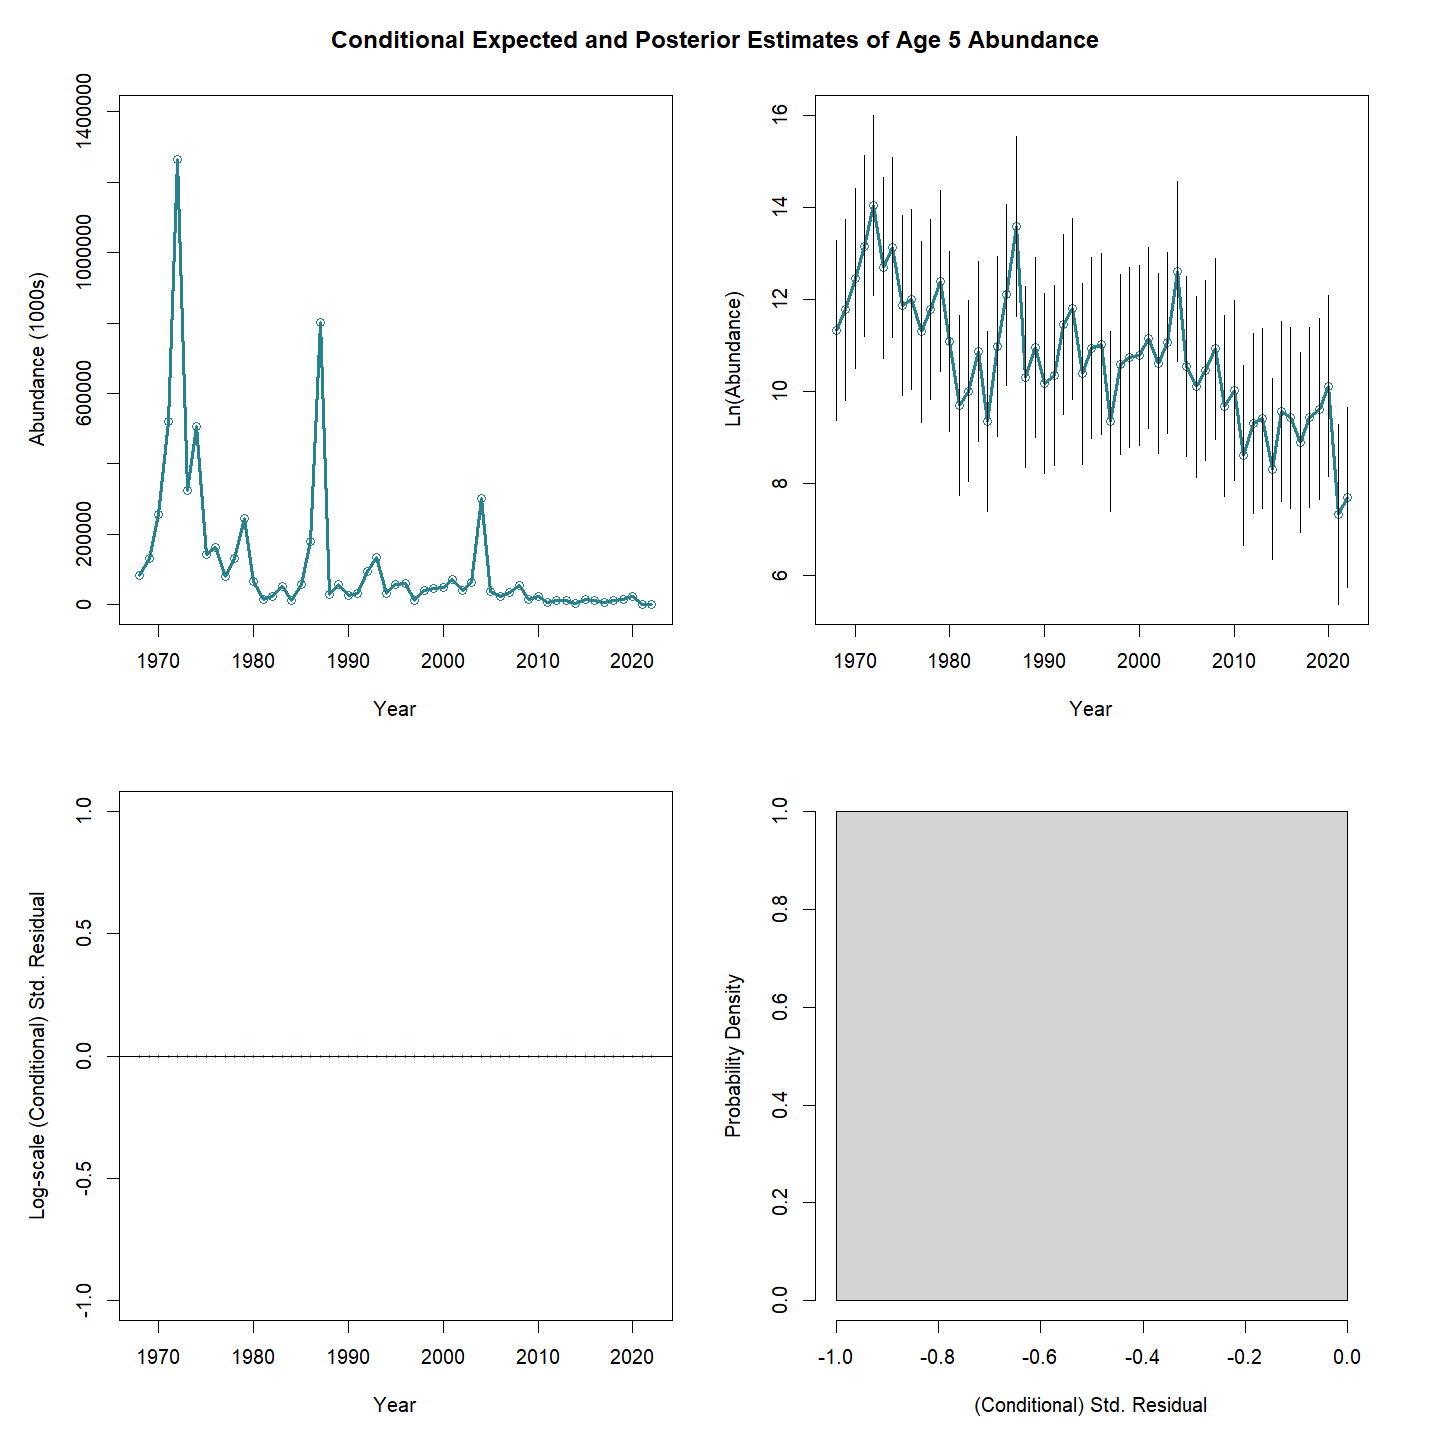 Conditional Expected and Posterior Estimates of Age 5 Abundance
Abundance (1000s)
1400000
1000000
600000
200000
0
1970 1980 1990 2000 2010 2020
Year
Ln(Abundance)
16
14
12
10
8
6
1970 1980 1990 2000 2010 2020
Year
Log-scale (Conditional) Std. Residual
1.0
0.5
0.0
-0.5
-1.0
1970 1980 1990 2000 2010 2020
Year
Probability Density
1.0
0.8
0.6
0.4
0.2
0.0
-1.0 -0.8 -0.6 -0.4 -0.2 0.0
(Conditional) Std. Residual